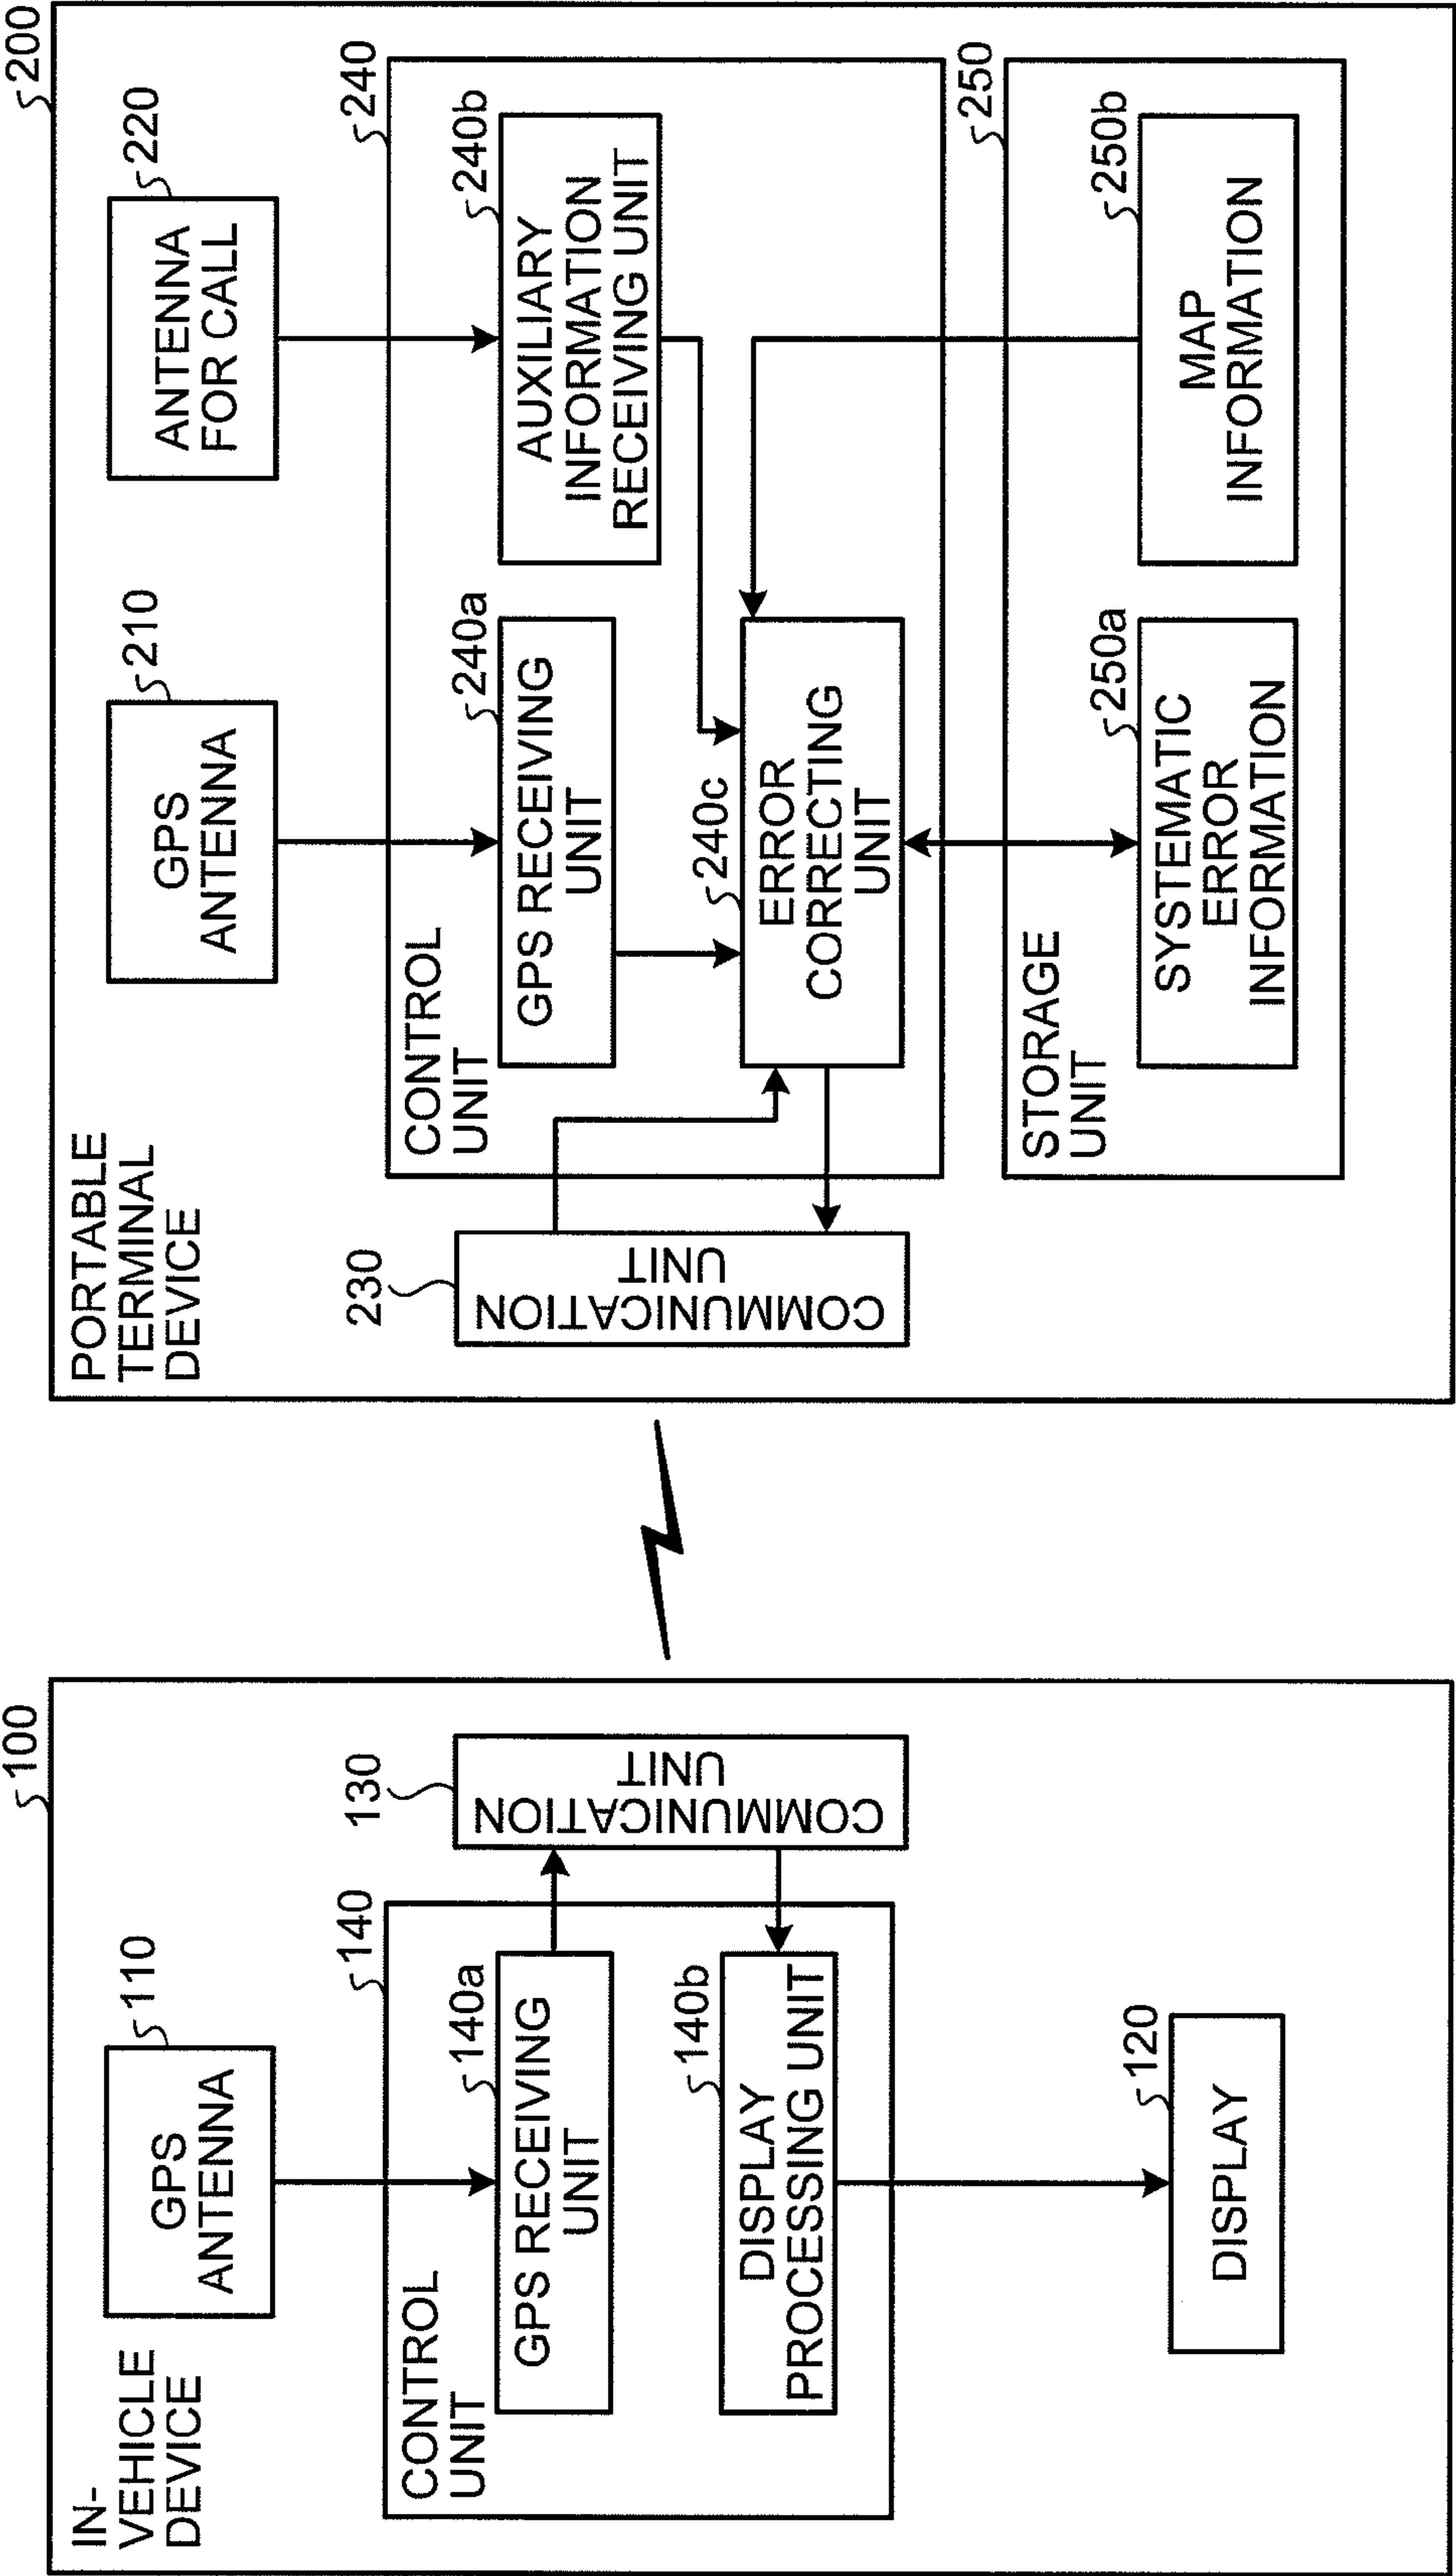 100
IN-
VEHICLE
DEVICE
110
GPS
ANTENNA
140
CONTROL
UNIT
140a
GPS RECEIVING
UNIT
130
COMMUNICATION
UNIT
140b
DISPLAY
PROCESSING UNIT
120
DISPLAY
200
PORTABLE
TERMINAL
DEVICE
210
GPS
ANTENNA
220
ANTENNA
FOR CALL
230
COMMUNICATION
UNIT
240
CONTROL
UNIT
240a
GPS RECEIVING
UNIT
240b
AUXILIARY
INFORMATION
RECEIVING UNIT
240c
ERROR
CORRECTING
UNIT
250
STORAGE
UNIT
250a
SYSTEMATIC
ERROR
INFORMATION
250b
MAP
INFORMATION